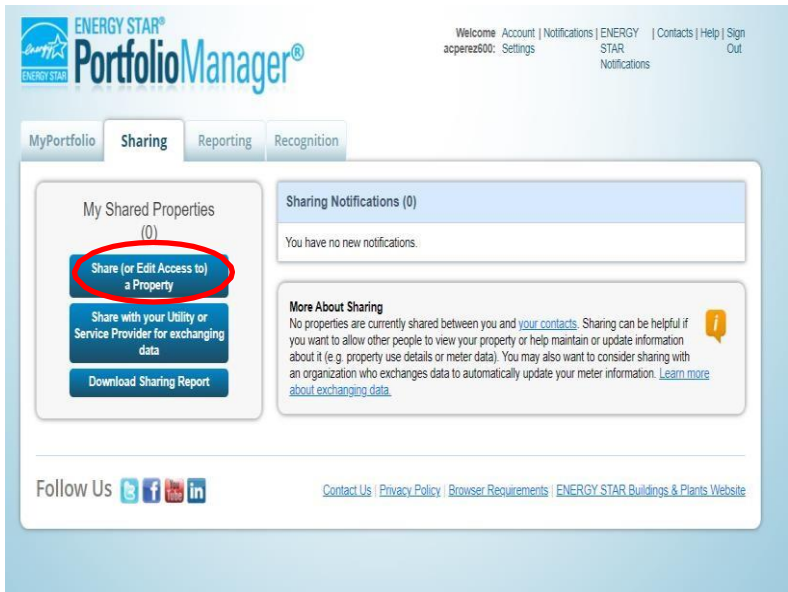 ENERGY STAR®
PortfolioManager®
energy
ENERGY STAR
Welcome acperez600:
Account Settings | Notifications | ENERGY STAR Notifications | Contacts | Help | Sign Out
MyPortfolio
Sharing
Reporting
Recognition
My Shared Properties
(0)
Share (or Edit Access to)
a Property
Share with your Utility or
Service Provider for exchanging
data
Download Sharing Report
Sharing Notifications (0)
You have no new notifications.
More About Sharing
No properties are currently shared between you and your contacts. Sharing can be helpful if
you want to allow other people to view your property or help maintain or update information
about it (e.g. property use details or meter data). You may also want to consider sharing with
an organization who exchanges data to automatically update your meter information. Learn more
about exchanging data.
Follow Us
You
Tube
in
Contact Us | Privacy Policy | Browser Requirements | ENERGY STAR Buildings & Plants Website